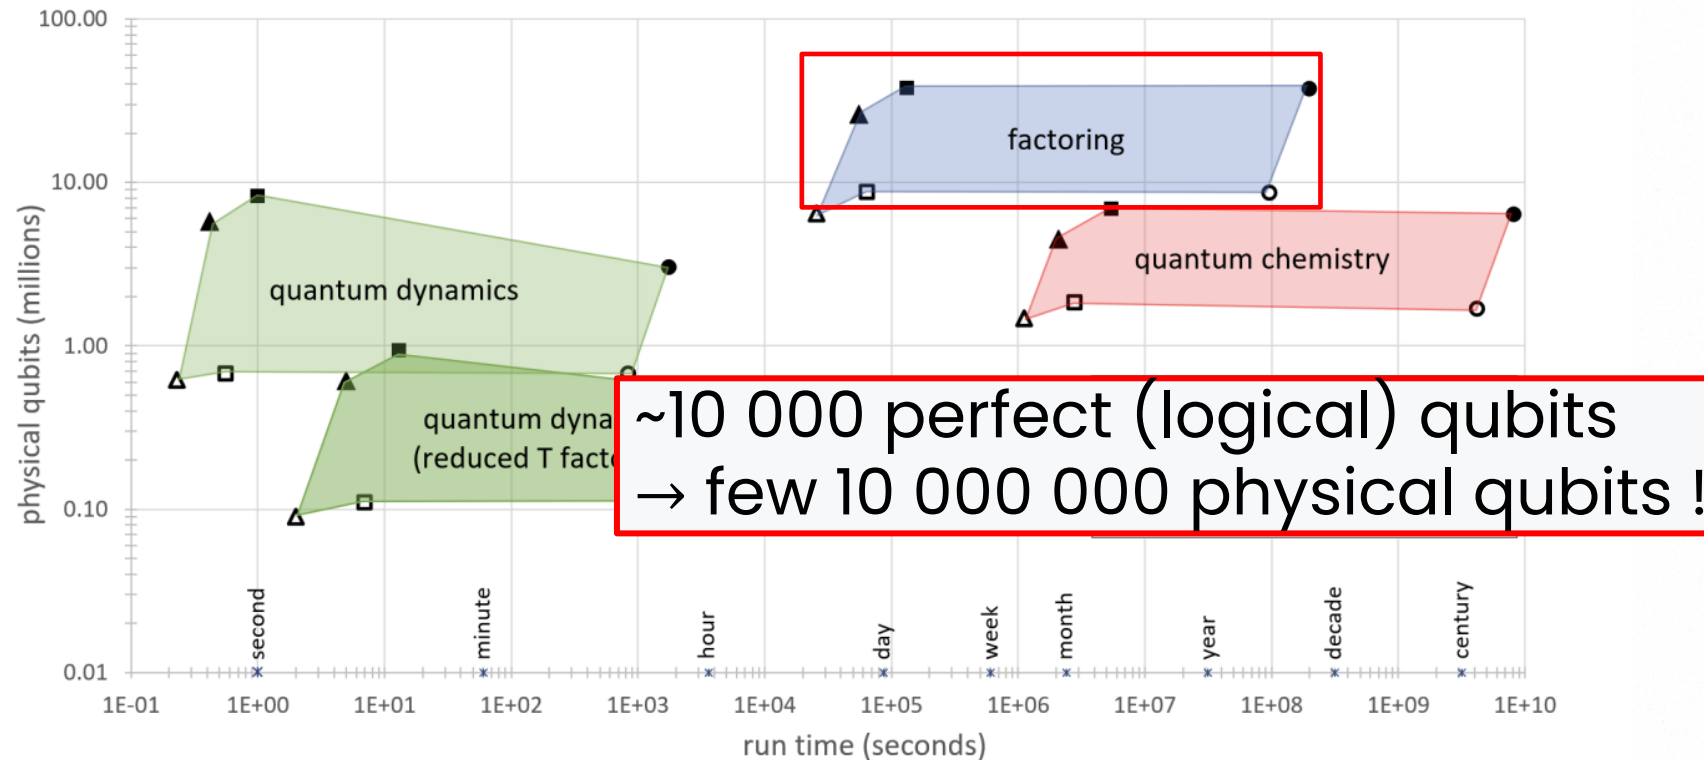 100.00
10.00
1.00
0.10
0.01
physical qubits (millions)
factoring
quantum dynamics
quantum chemistry
quantum dyna
(reduced T facto
~10 000 perfect (logical) qubits
→ few 10 000 000 physical qubits !
second
minute
hour
day
week
month
year
decade
century
1E-01 1E+00 1E+01 1E+02 1E+03 1E+04 1E+05 1E+06 1E+07 1E+08 1E+09 1E+10
run time (seconds)